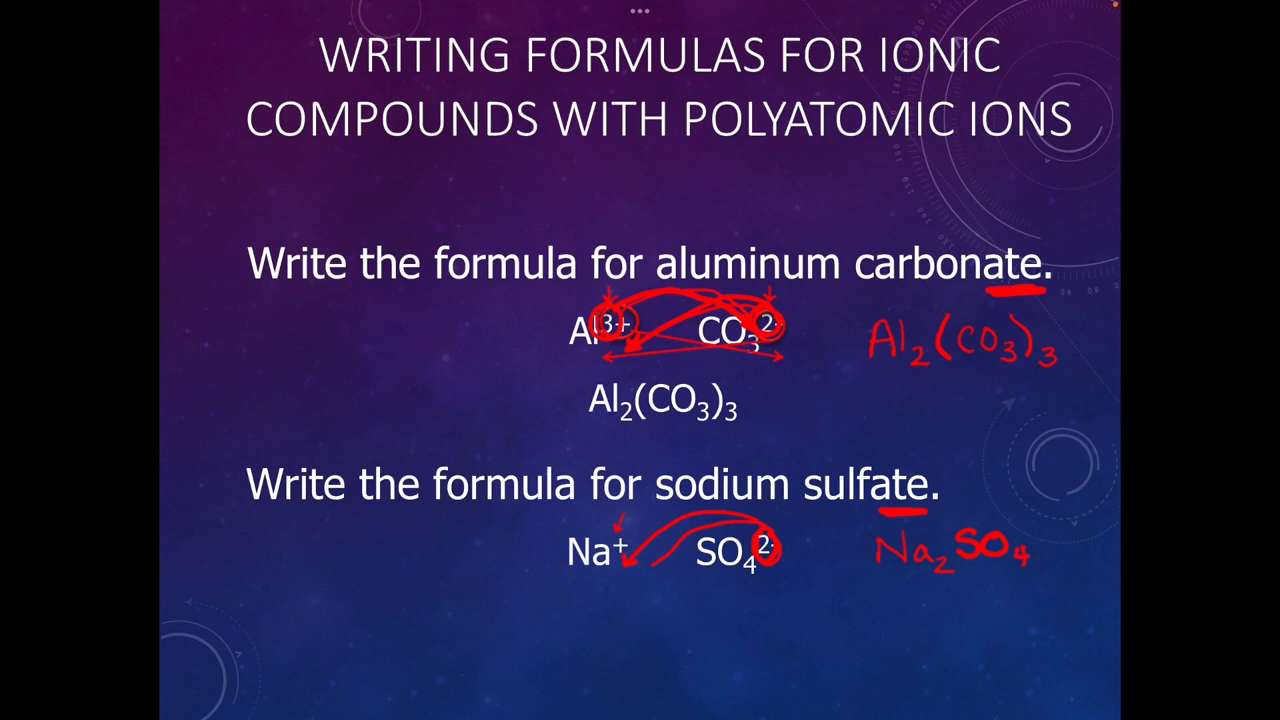 WRITING FORMULAS FOR IONIC
COMPOUNDS WITH POLYATOMIC IONS
Write the formula for aluminum carbonate.
Al³⁺ CO₃²⁻ Al₂(CO₃)₃
Al₂(CO₃)₃
Write the formula for sodium sulfate.
Na⁺ SO₄²⁻ Na₂SO₄